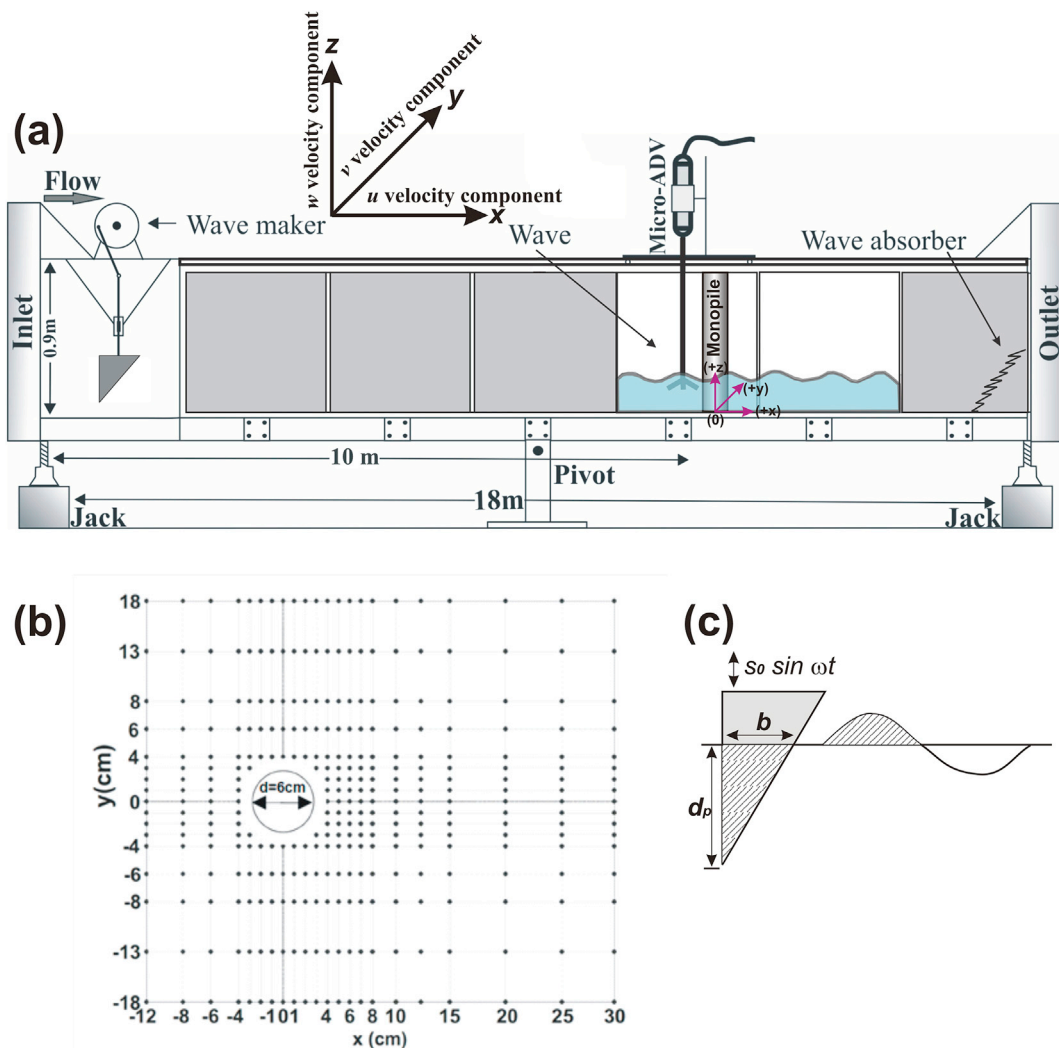 (a)
z
w velocity component
v velocity component
y
u velocity component
x
Flow
Wave maker
Wave
Micro-ADV
Wave absorber
Inlet
0.9m
Monopile
(+z)
(+y)
(0)
(+x)
Outlet
10 m
Pivot
18m
Jack
Jack
(b)
18
13
8
6
4
0
-4
-6
-8
-13
-18
y(cm)
d=6cm
-12 -8 -6 -4 -1 0 1 4 6 8 10 12 15 20 25 30
x (cm)
(c)
s₀ sin ωt
b
dₚ